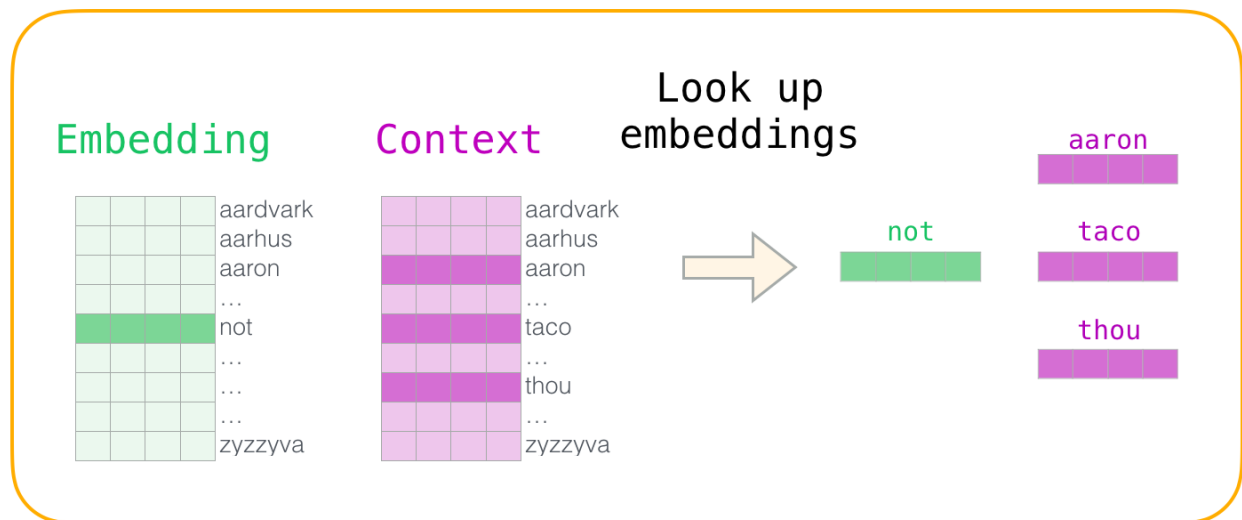 Embedding
aardvark
aarhus
aaron
...
not
...
...
...
zyzzyva
Context
aardvark
aarhus
aaron
...
taco
...
thou
...
zyzzyva
Look up
embeddings
not
aaron
taco
thou